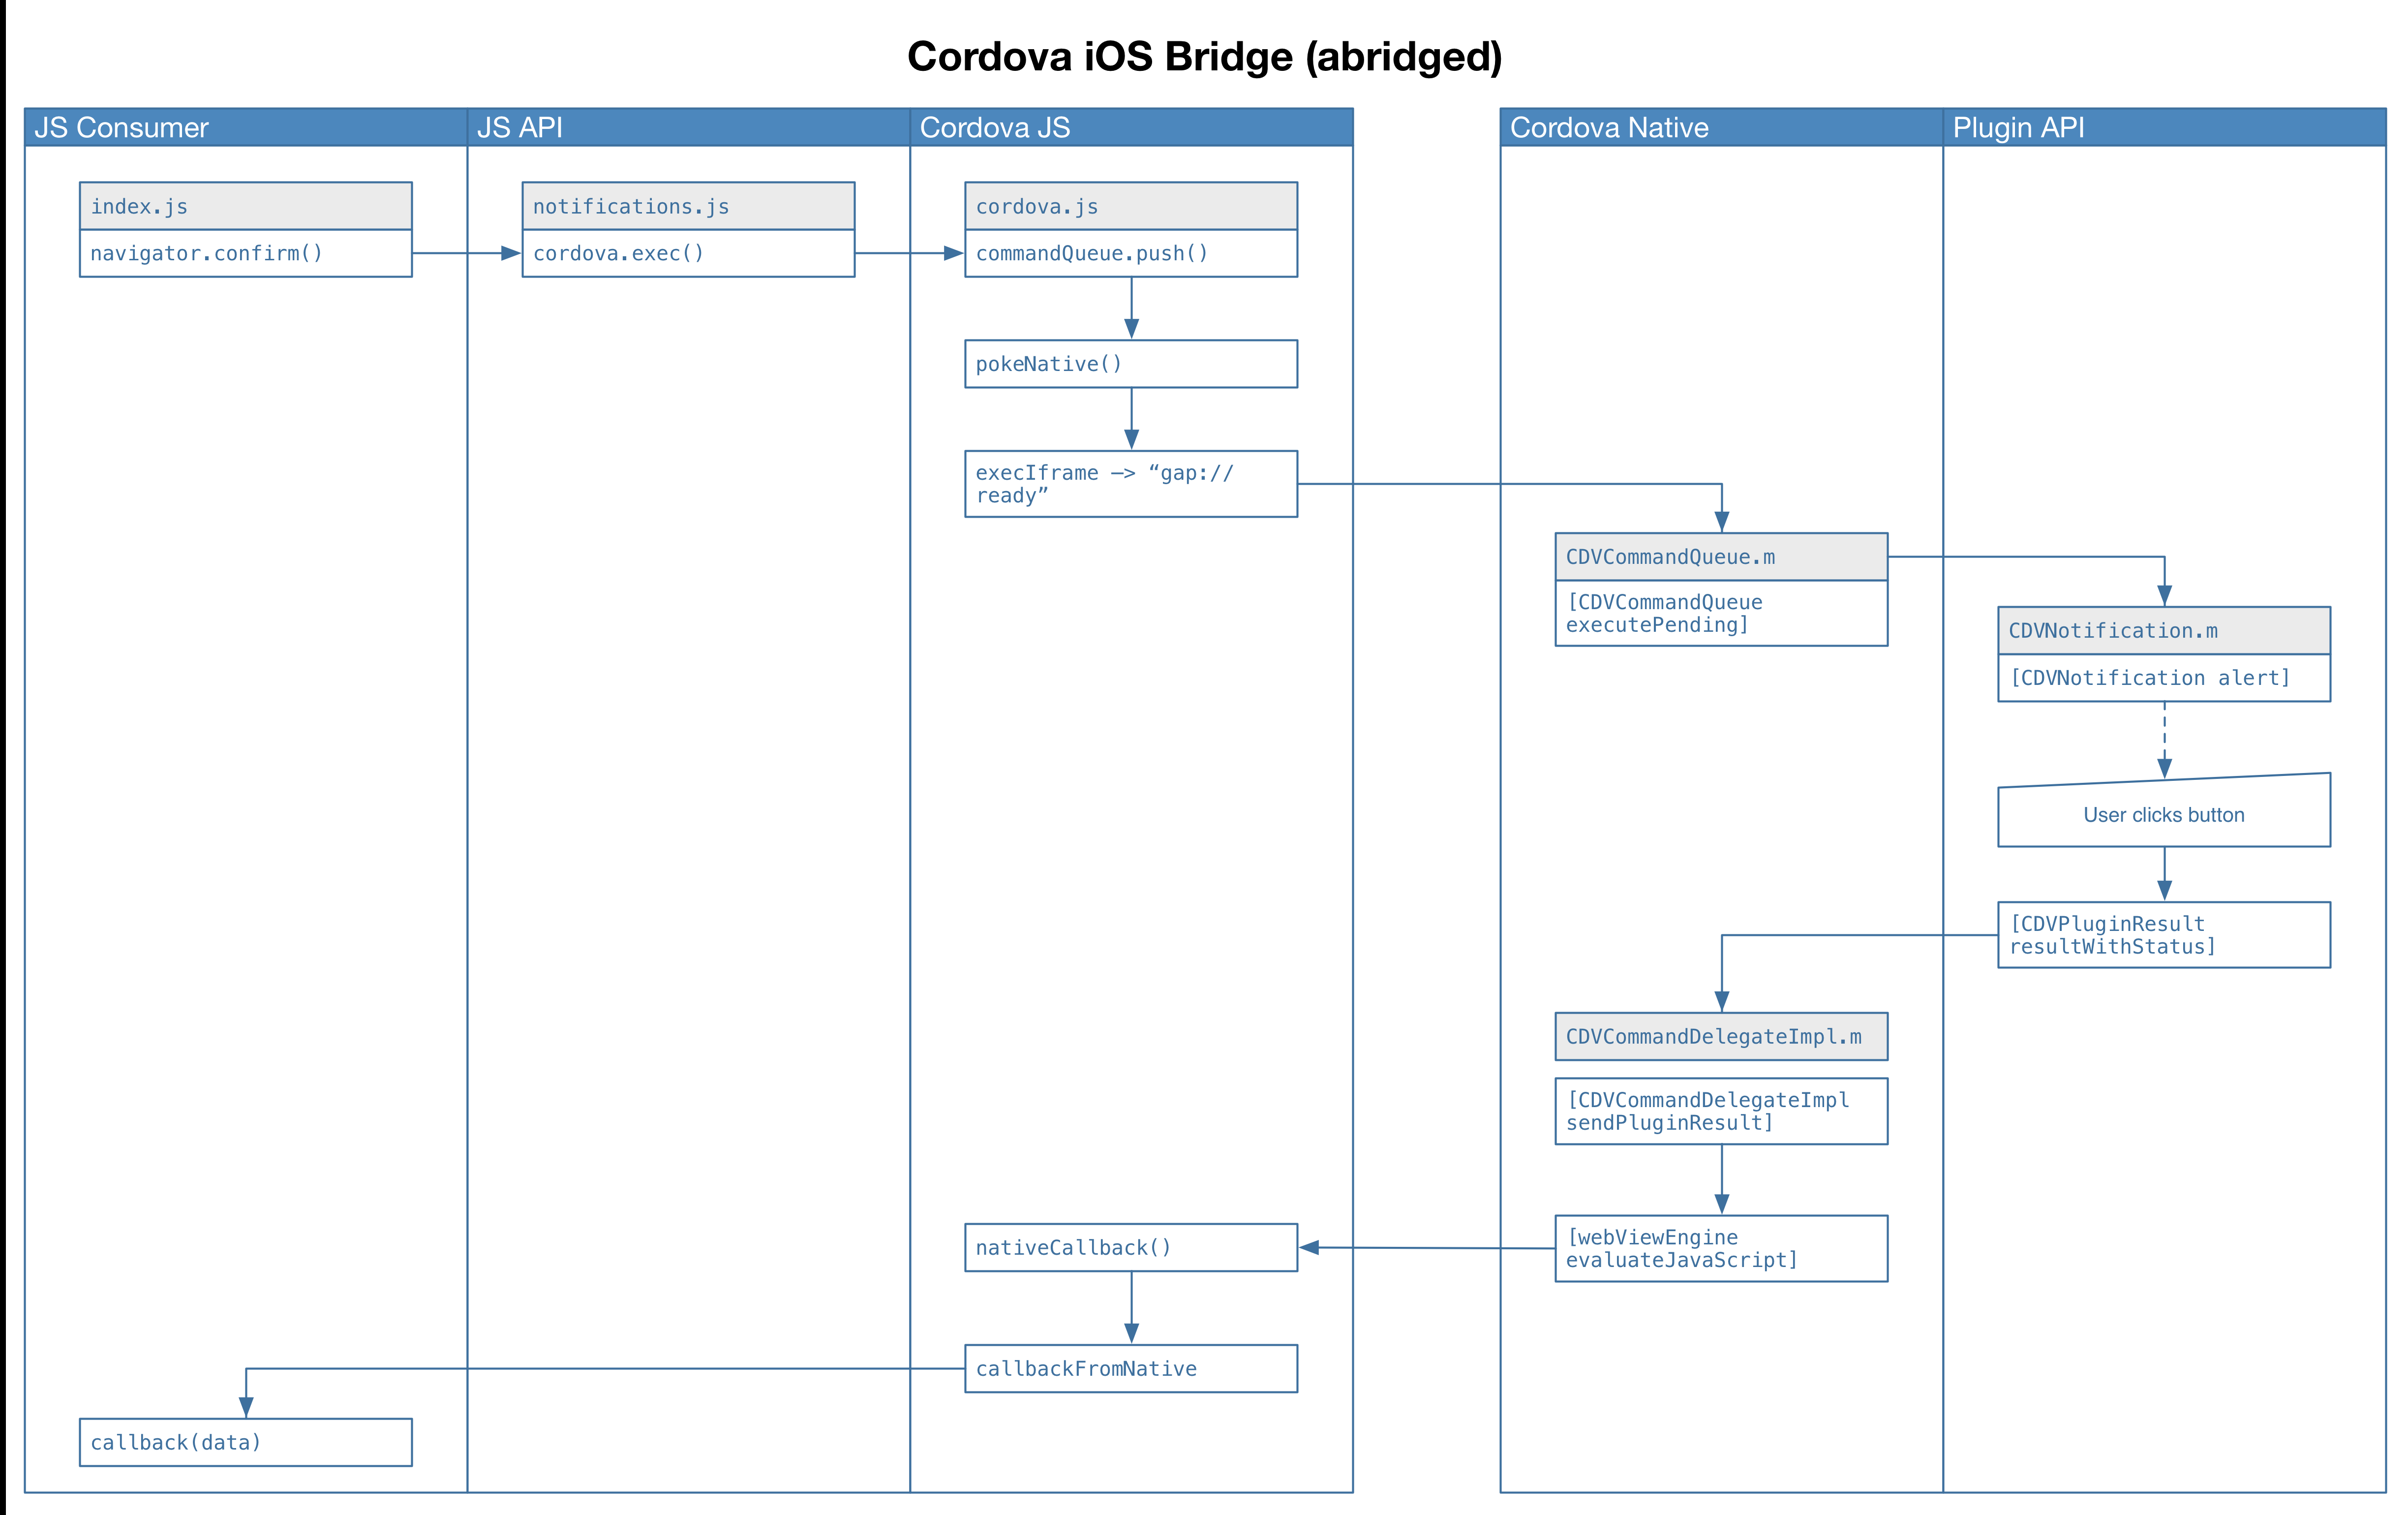 Cordova iOS Bridge (abridged)
JS Consumer
JS API
Cordova JS
Cordova Native
Plugin API
index.js
navigator.confirm()
notifications.js
cordova.exec()
cordova.js
commandQueue.push()
pokeNative()
execIframe —> “gap://
ready”
CDVCommandQueue.m
[CDVCommandQueue
executePending]
CDVNotification.m
[CDVNotification alert]
User clicks button
[CDVPluginResult
resultWithStatus]
CDVCommandDelegateImpl.m
[CDVCommandDelegateImpl
sendPluginResult]
[webViewEngine
evaluateJavaScript]
nativeCallback()
callbackFromNative
callback(data)